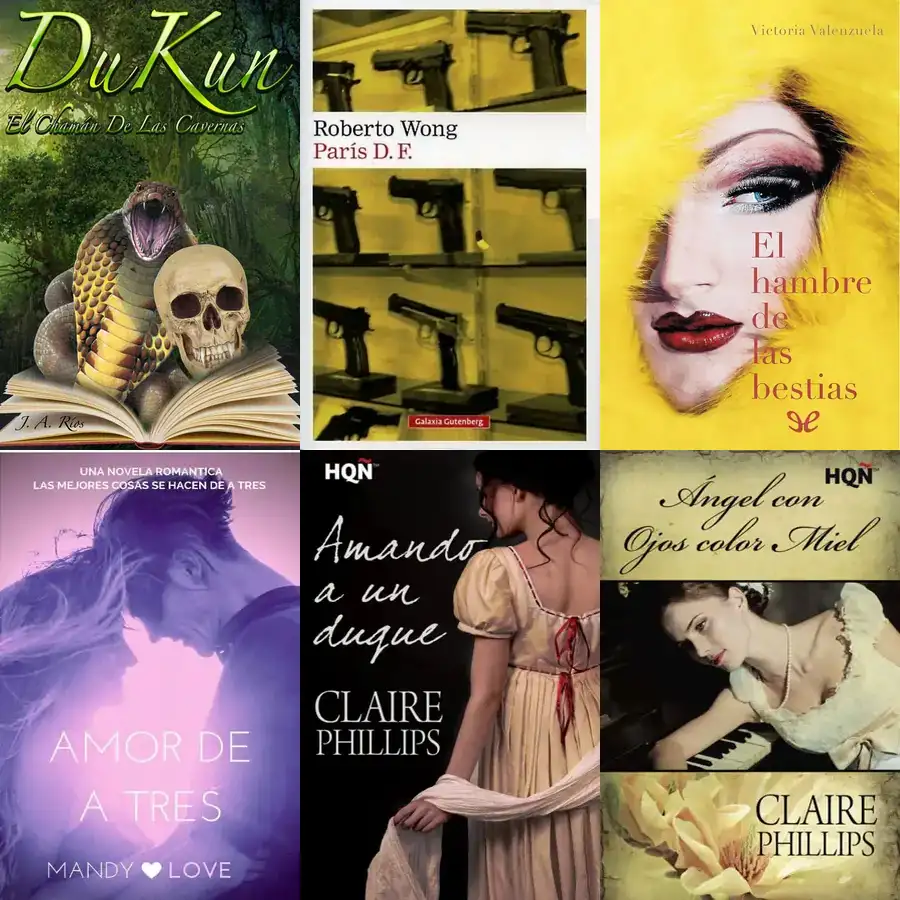 DuKun
El Chamán De Las Cavernas
J. A. Ríos
Roberto Wong
París D. F.
Galaxia Gutenberg
Victoria Valenzuela
El
hambre
de
las
bestias
UNA NOVELA ROMANTICA
LAS MEJORES COSAS SE HACEN DE A TRES
AMOR DE
A TRES
MANDY LOVE
HQÑ
Amando
a un
duque
CLAIRE
PHILLIPS
HQÑ
Ángel con
Ojos color Miel
CLAIRE
PHILLIPS